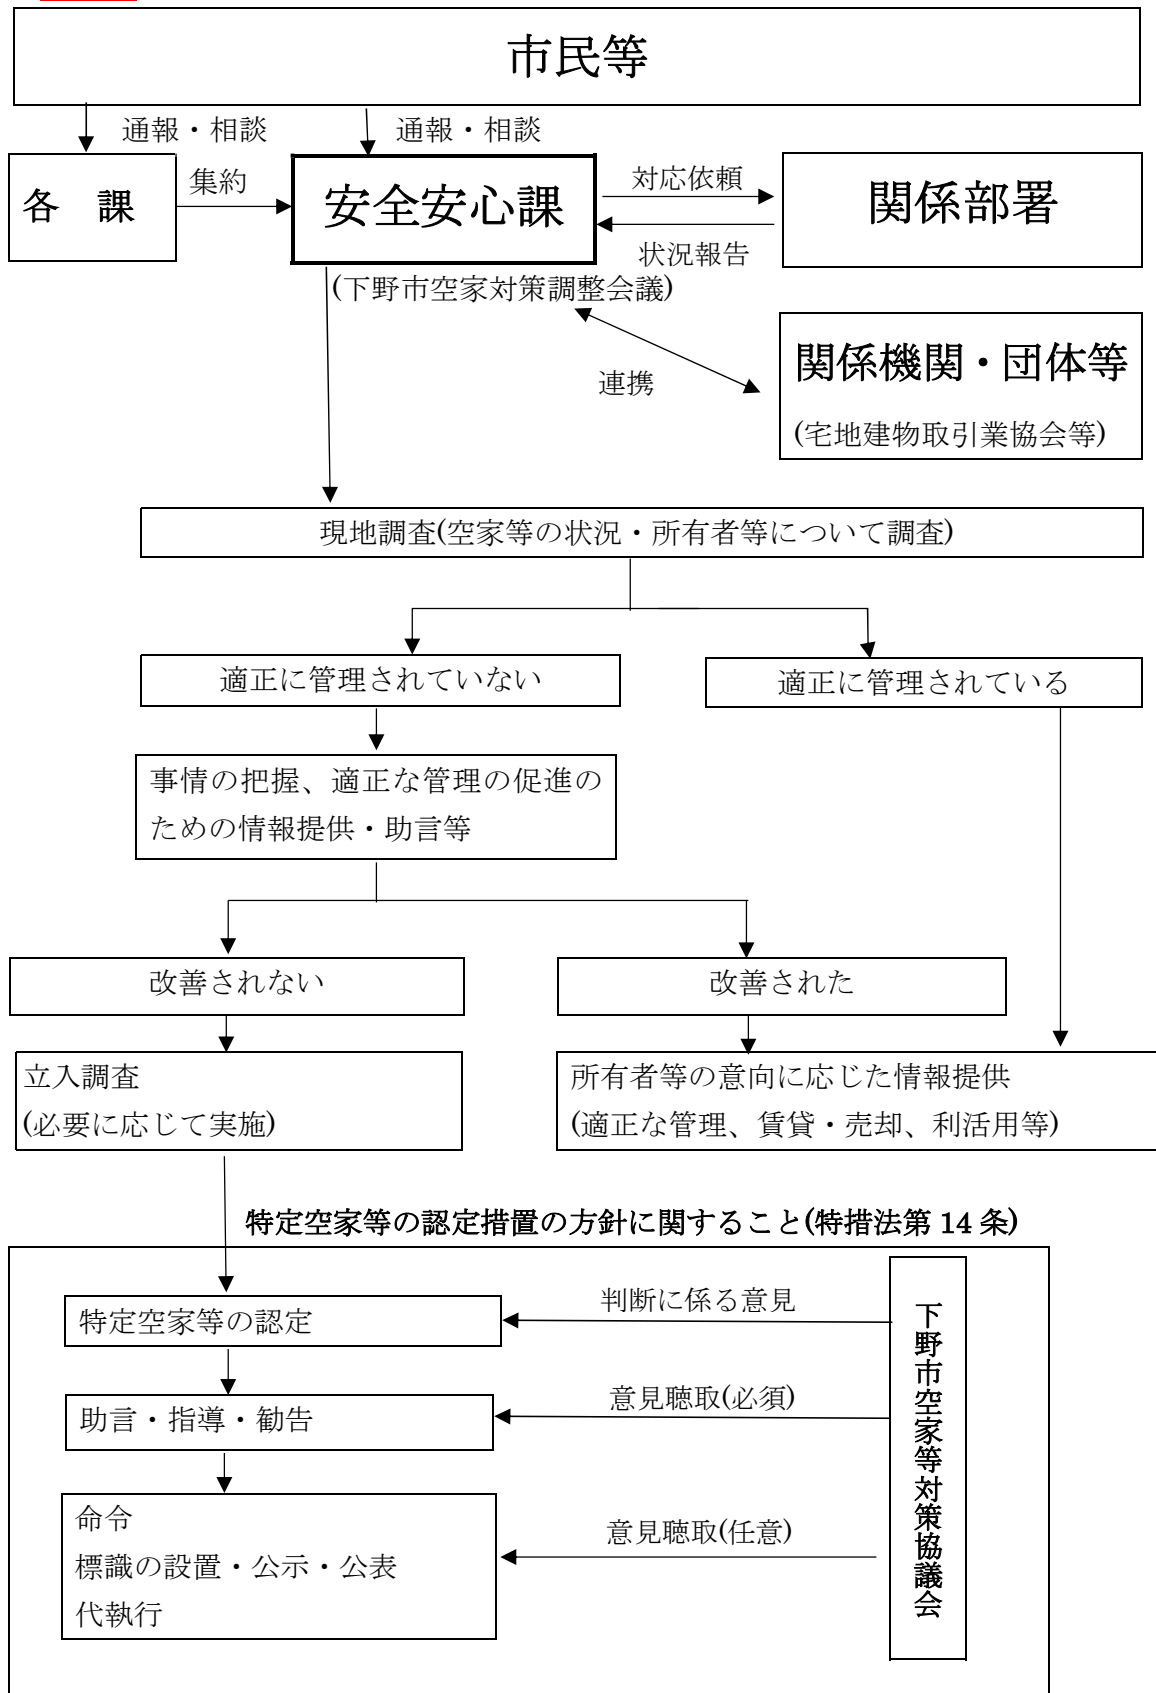 市民等
通報・相談
通報・相談
各　課
集約
安全安心課
対応依頼
関係部署
状況報告
(下野市空家対策調整会議)
関係機関・団体等
連携
(宅地建物取引業協会等)
現地調査(空家等の状況・所有者等について調査)
適正に管理されていない
適正に管理されている
事情の把握、適正な管理の促進の
ための情報提供・助言等
改善されない
改善された
立入調査
(必要に応じて実施)
所有者等の意向に応じた情報提供
(適正な管理、賃貸・売却、利活用等)
特定空家等の認定措置の方針に関すること(特措法第 14 条)
特定空家等の認定
判断に係る意見
助言・指導・勧告
意見聴取(必須)
命令
標識の設置・公示・公表
代執行
意見聴取(任意)
下野市空家等対策協議会